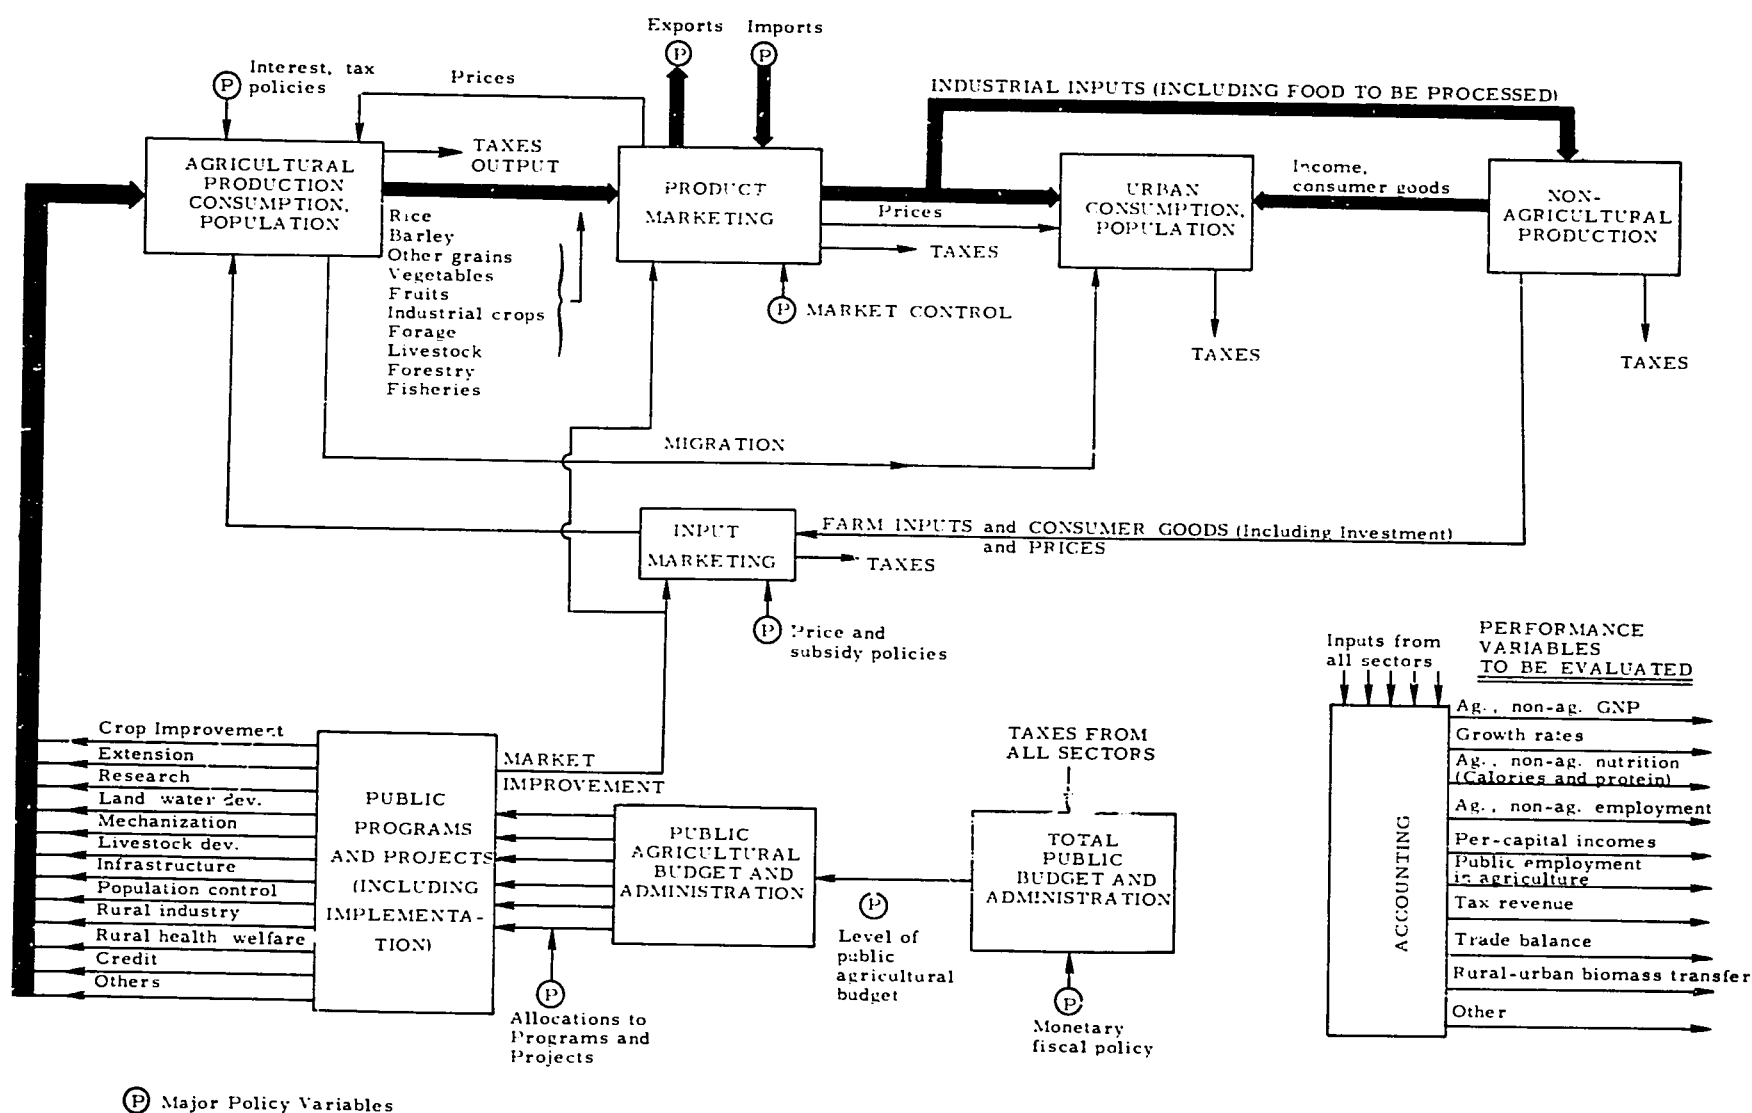 Exports
Imports
P
P
P
Interest, tax
policies
Prices
INDUSTRIAL INPUTS (INCLUDING FOOD TO BE PROCESSED)
AGRICULTURAL
PRODUCTION
CONSUMPTION,
POPULATION
TAXES
OUTPUT
PRODUCT
MARKETING
URBAN
CONSUMPTION,
POPULATION
Income,
consumer goods
NON-
AGRICULTURAL
PRODUCTION
Prices
TAXES
Rice
Barley
Other grains
Vegetables
Fruits
Industrial crops
Forage
Livestock
Forestry
Fisheries
P
MARKET CONTROL
TAXES
TAXES
MIGRATION
INPUT
MARKETING
FARM INPUTS and CONSUMER GOODS (Including Investment)
and PRICES
TAXES
P
Price and
subsidy policies
Inputs from
all sectors
PERFORMANCE
VARIABLES
TO BE EVALUATED
Crop Improvement
Extension
Research
Land water dev.
Mechanization
Livestock dev.
Infrastructure
Population control
Rural industry
Rural health welfare
Credit
Others
PUBLIC
PROGRAMS
AND PROJECTS
(INCLUDING
IMPLEMENTA-
TION)
MARKET
IMPROVEMENT
PUBLIC
AGRICULTURAL
BUDGET AND
ADMINISTRATION
TAXES FROM
ALL SECTORS
TOTAL
PUBLIC
BUDGET AND
ADMINISTRATION
P
Level of
public
agricultural
budget
P
Allocations to
Programs and
Projects
P
Monetary
fiscal policy
ACCOUNTING
Ag., non-ag. GNP
Growth rates
Ag., non-ag. nutrition
(Calories and protein)
Ag., non-ag. employment
Per-capital incomes
Public employment
in agriculture
Tax revenue
Trade balance
Rural-urban biomass transfer
Other
P
Major Policy Variables